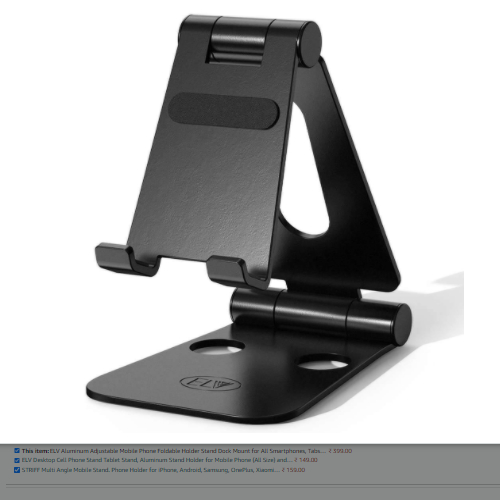 ELV
This item: ELV Aluminum Adjustable Mobile Phone Foldable Holder Stand Dock Mount for All Smartphones, Tabs… ₹ 399.00
ELV Desktop Cell Phone Stand Tablet Stand, Aluminum Stand Holder for Mobile Phone (All Size) and… ₹ 149.00
STRIFF Multi Angle Mobile Stand. Phone Holder for iPhone, Android, Samsung, OnePlus, Xiaomi… ₹ 159.00